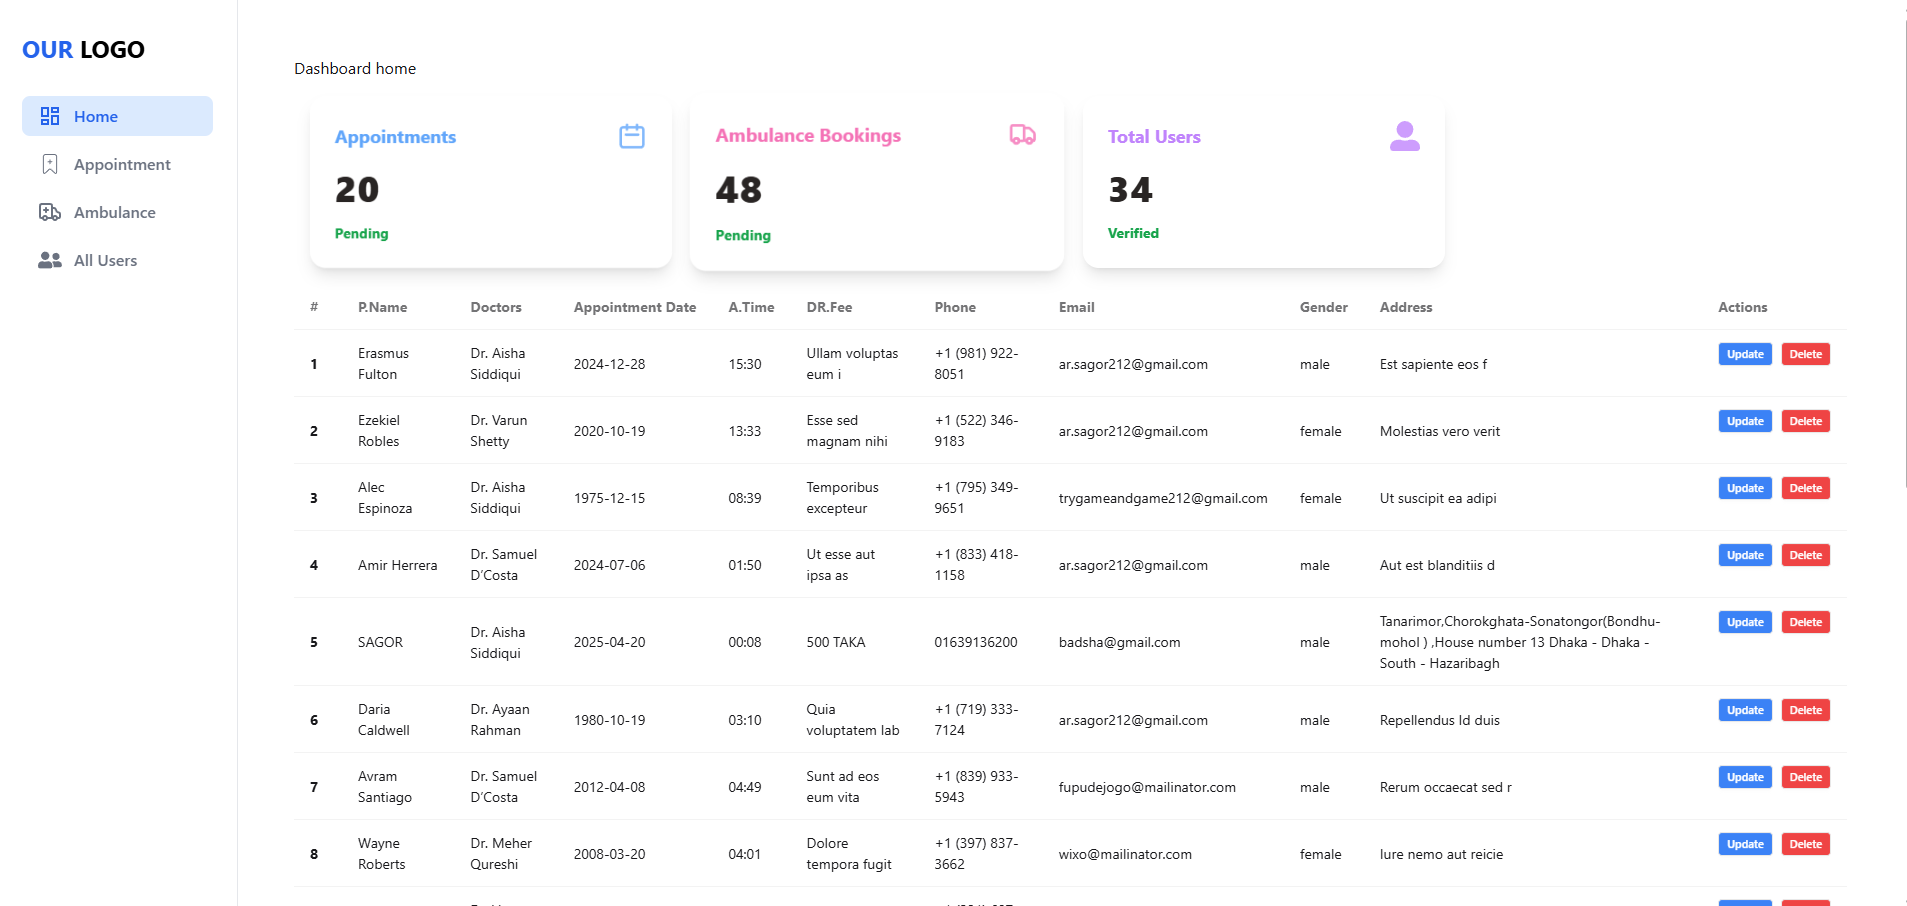 OUR LOGO
Home
Appointment
Ambulance
All Users
Dashboard home
Appointments
20
Pending
Ambulance Bookings
48
Pending
Total Users
34
Verified
# P.Name Doctors Appointment Date A.Time DR.Fee Phone Email Gender Address Actions
1 Erasmus Fulton Dr. Aisha Siddiqui 2024-12-28 15:30 Ullam voluptas eum i +1 (981) 922-8051 ar.sagor212@gmail.com male Est sapiente eos f Update Delete
2 Ezekiel Robles Dr. Varun Shetty 2020-10-19 13:33 Esse sed magnam nihi +1 (522) 346-9183 ar.sagor212@gmail.com female Molestias vero verit Update Delete
3 Alec Espinoza Dr. Aisha Siddiqui 1975-12-15 08:39 Temporibus excepteur +1 (795) 349-9651 trygameandgame212@gmail.com female Ut suscipit ea adipi Update Delete
4 Amir Herrera Dr. Samuel D'Costa 2024-07-06 01:50 Ut esse aut ipsa as +1 (833) 418-1158 ar.sagor212@gmail.com male Aut est blanditiis d Update Delete
5 SAGOR Dr. Aisha Siddiqui 2025-04-20 00:08 500 TAKA 01639136200 badsha@gmail.com male Tanarimor,Chorokghata-Sonatongor(Bondhu-mohol ) ,House number 13 Dhaka - Dhaka - South - Hazaribagh Update Delete
6 Daria Caldwell Dr. Ayaan Rahman 1980-10-19 03:10 Quia voluptatem lab +1 (719) 333-7124 ar.sagor212@gmail.com male Repellendus Id duis Update Delete
7 Avram Santiago Dr. Samuel D'Costa 2012-04-08 04:49 Sunt ad eos eum vita +1 (839) 933-5943 fupudejogo@mailinator.com male Rerum occaecat sed r Update Delete
8 Wayne Roberts Dr. Meher Qureshi 2008-03-20 04:01 Dolore tempora fugit +1 (397) 837-3662 wixo@mailinator.com female Iure nemo aut reicie Update Delete